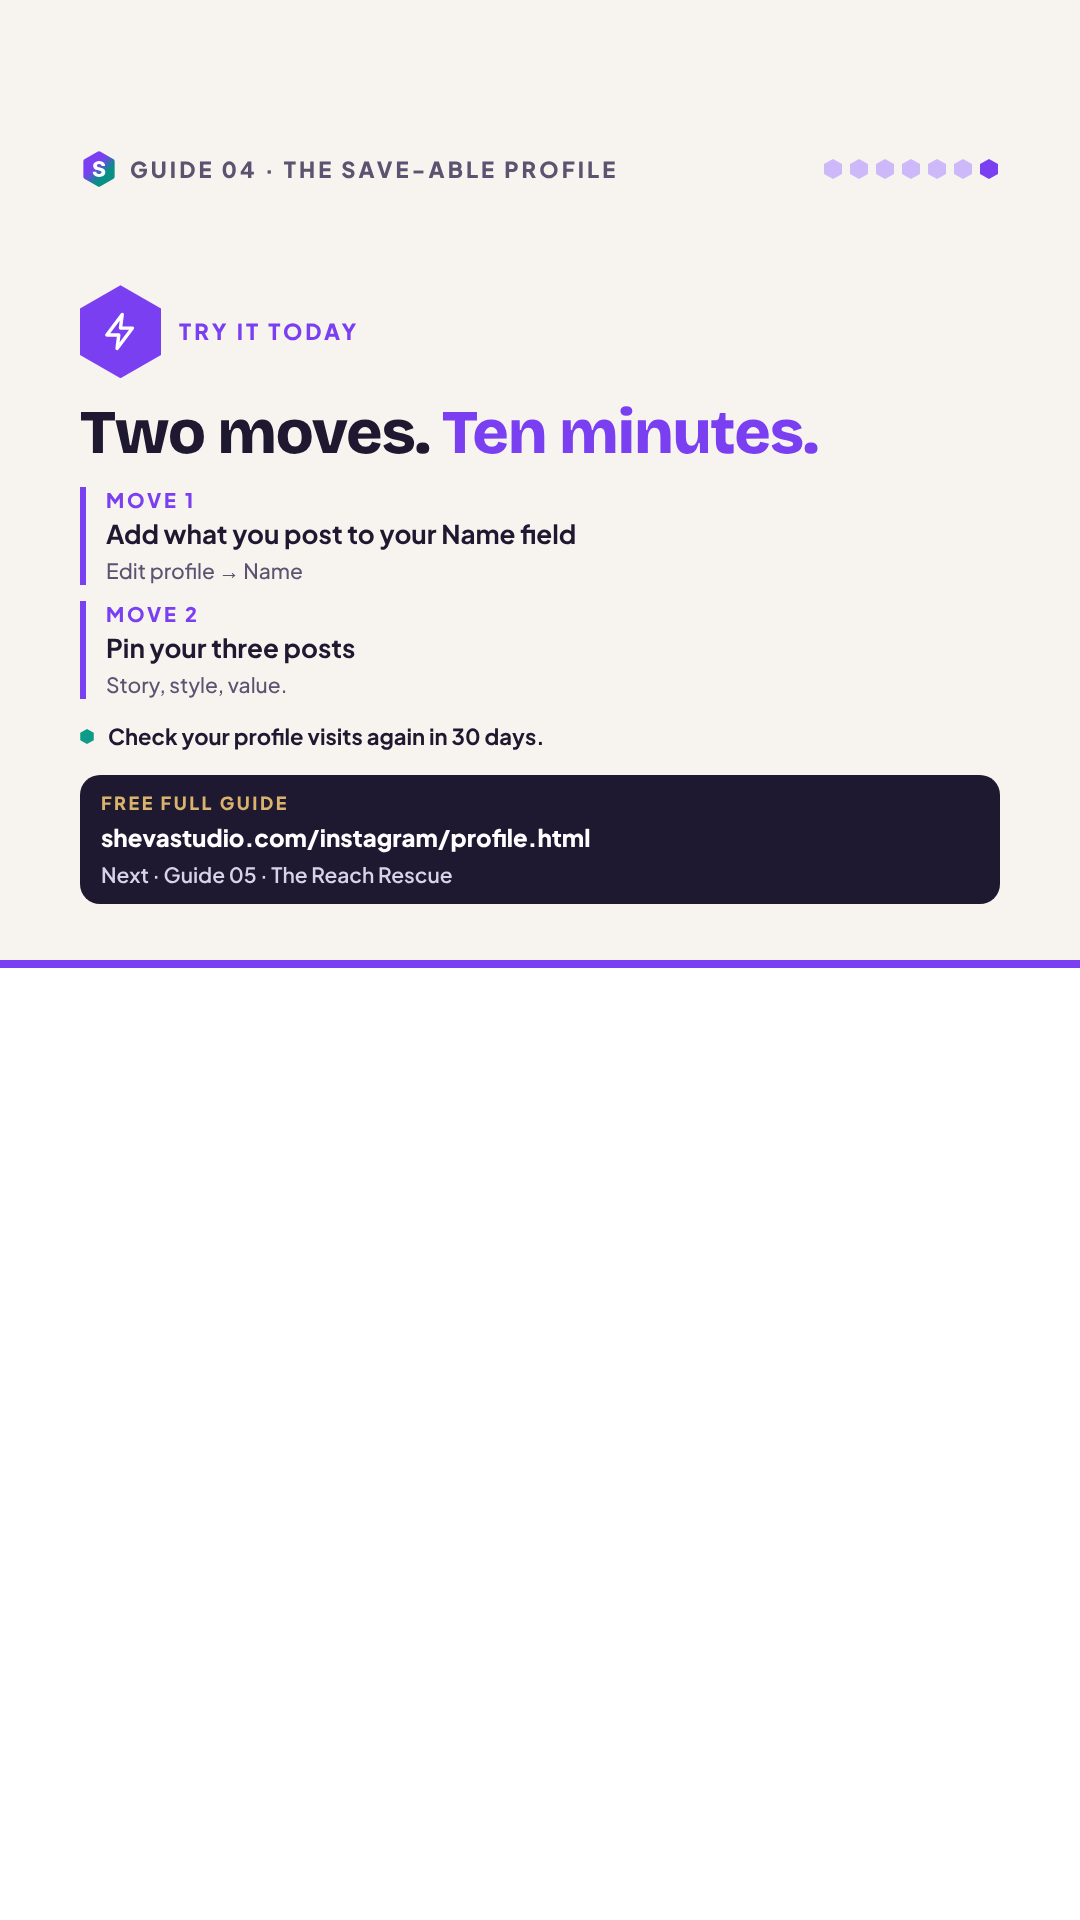 S GUIDE 04 · THE SAVE-ABLE PROFILE
TRY IT TODAY
Two moves. Ten minutes.
MOVE 1
Add what you post to your Name field
Edit profile → Name
MOVE 2
Pin your three posts
Story, style, value.
Check your profile visits again in 30 days.
FREE FULL GUIDE
shevastudio.com/instagram/profile.html
Next · Guide 05 · The Reach Rescue